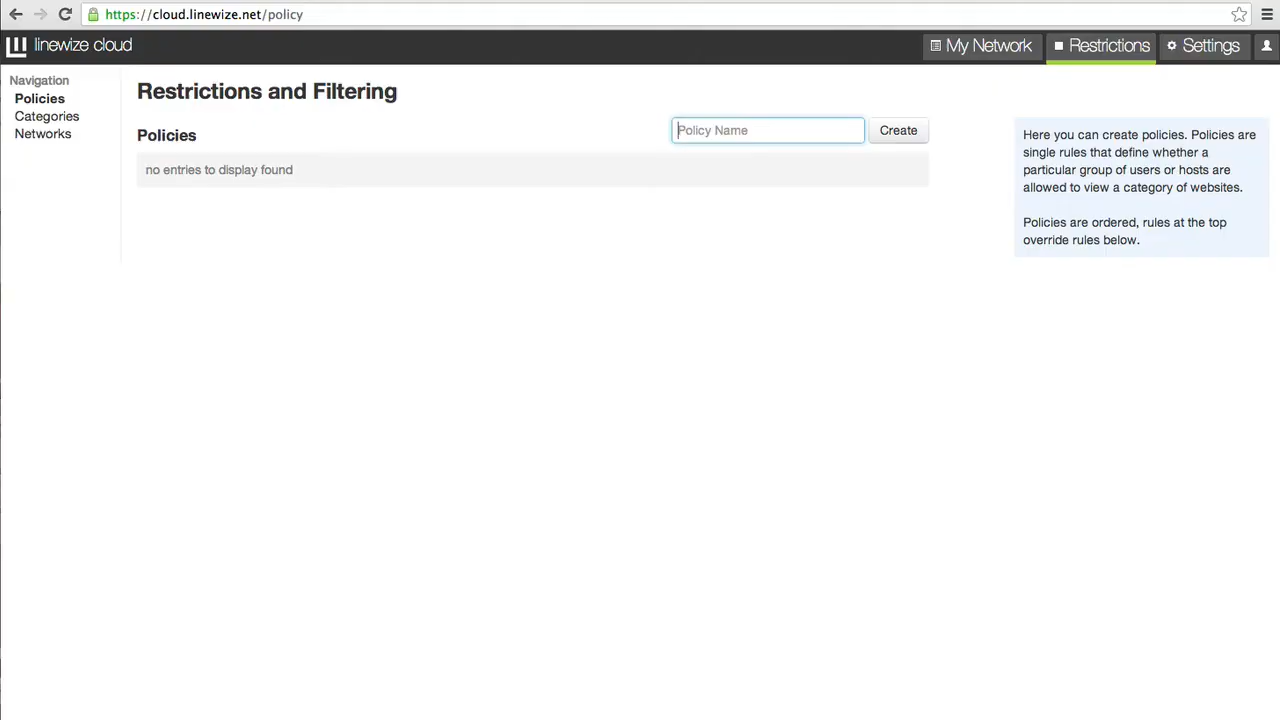 https://cloud.linewize.net/policy
linewize cloud
My Network
Restrictions
Settings
Navigation
Policies
Categories
Networks
Restrictions and Filtering
Policies
Policy Name
Create
no entries to display found
Here you can create policies. Policies are
single rules that define whether a
particular group of users or hosts are
allowed to view a category of websites.
Policies are ordered, rules at the top
override rules below.